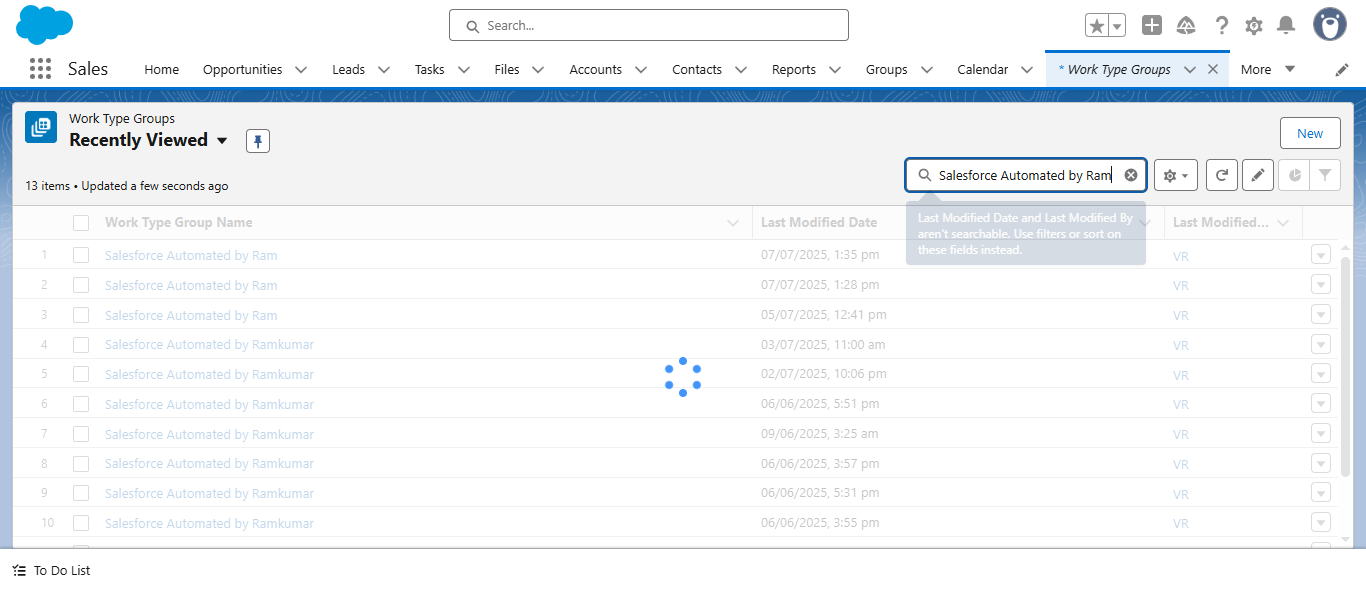 Search...
Sales
Home
Opportunities
Leads
Tasks
Files
Accounts
Contacts
Reports
Groups
Calendar
* Work Type Groups
More
Work Type Groups
Recently Viewed
New
13 items • Updated a few seconds ago
Salesforce Automated by Ram
Work Type Group Name
Last Modified Date
Last Modified...
Last Modified Date and Last Modified By
aren't searchable. Use filters or sort on
these fields instead.
1 Salesforce Automated by Ram 07/07/2025, 1:35 pm VR
2 Salesforce Automated by Ram 07/07/2025, 1:28 pm VR
3 Salesforce Automated by Ram 05/07/2025, 12:41 pm VR
4 Salesforce Automated by Ramkumar 03/07/2025, 11:00 am VR
5 Salesforce Automated by Ramkumar 02/07/2025, 10:06 pm VR
6 Salesforce Automated by Ramkumar 06/06/2025, 5:51 pm VR
7 Salesforce Automated by Ramkumar 09/06/2025, 3:25 am VR
8 Salesforce Automated by Ramkumar 06/06/2025, 3:57 pm VR
9 Salesforce Automated by Ramkumar 06/06/2025, 5:31 pm VR
10 Salesforce Automated by Ramkumar 06/06/2025, 3:55 pm VR
To Do List